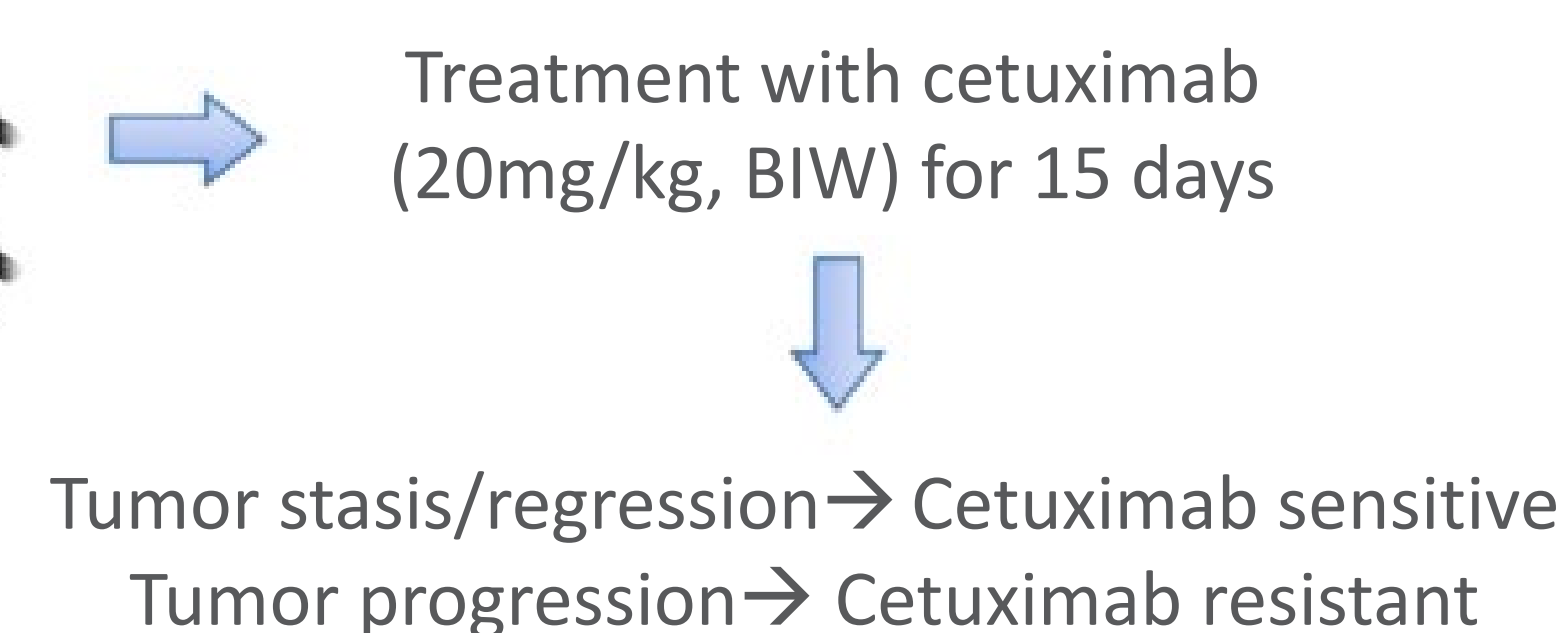 Treatment with cetuximab
(20mg/kg, BIW) for 15 days
Tumor stasis/regression→ Cetuximab sensitive
Tumor progression→ Cetuximab resistant